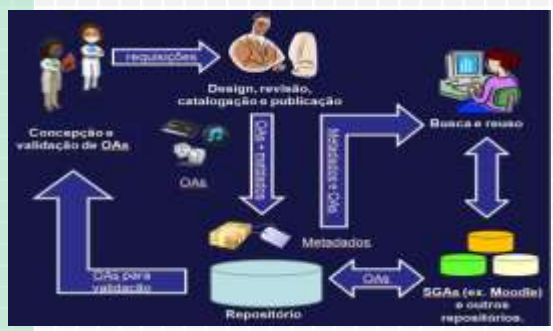 requisições
Design, revisão,
catalogação e publicação
Concepção e
validação de OAs
Busca e reuso
OAs
OAs + metadados
Metadados e OAs
Metadados
OAs para
validação
Repositório
OAs
SGAs (ex. Moodle)
e outros
repositórios.